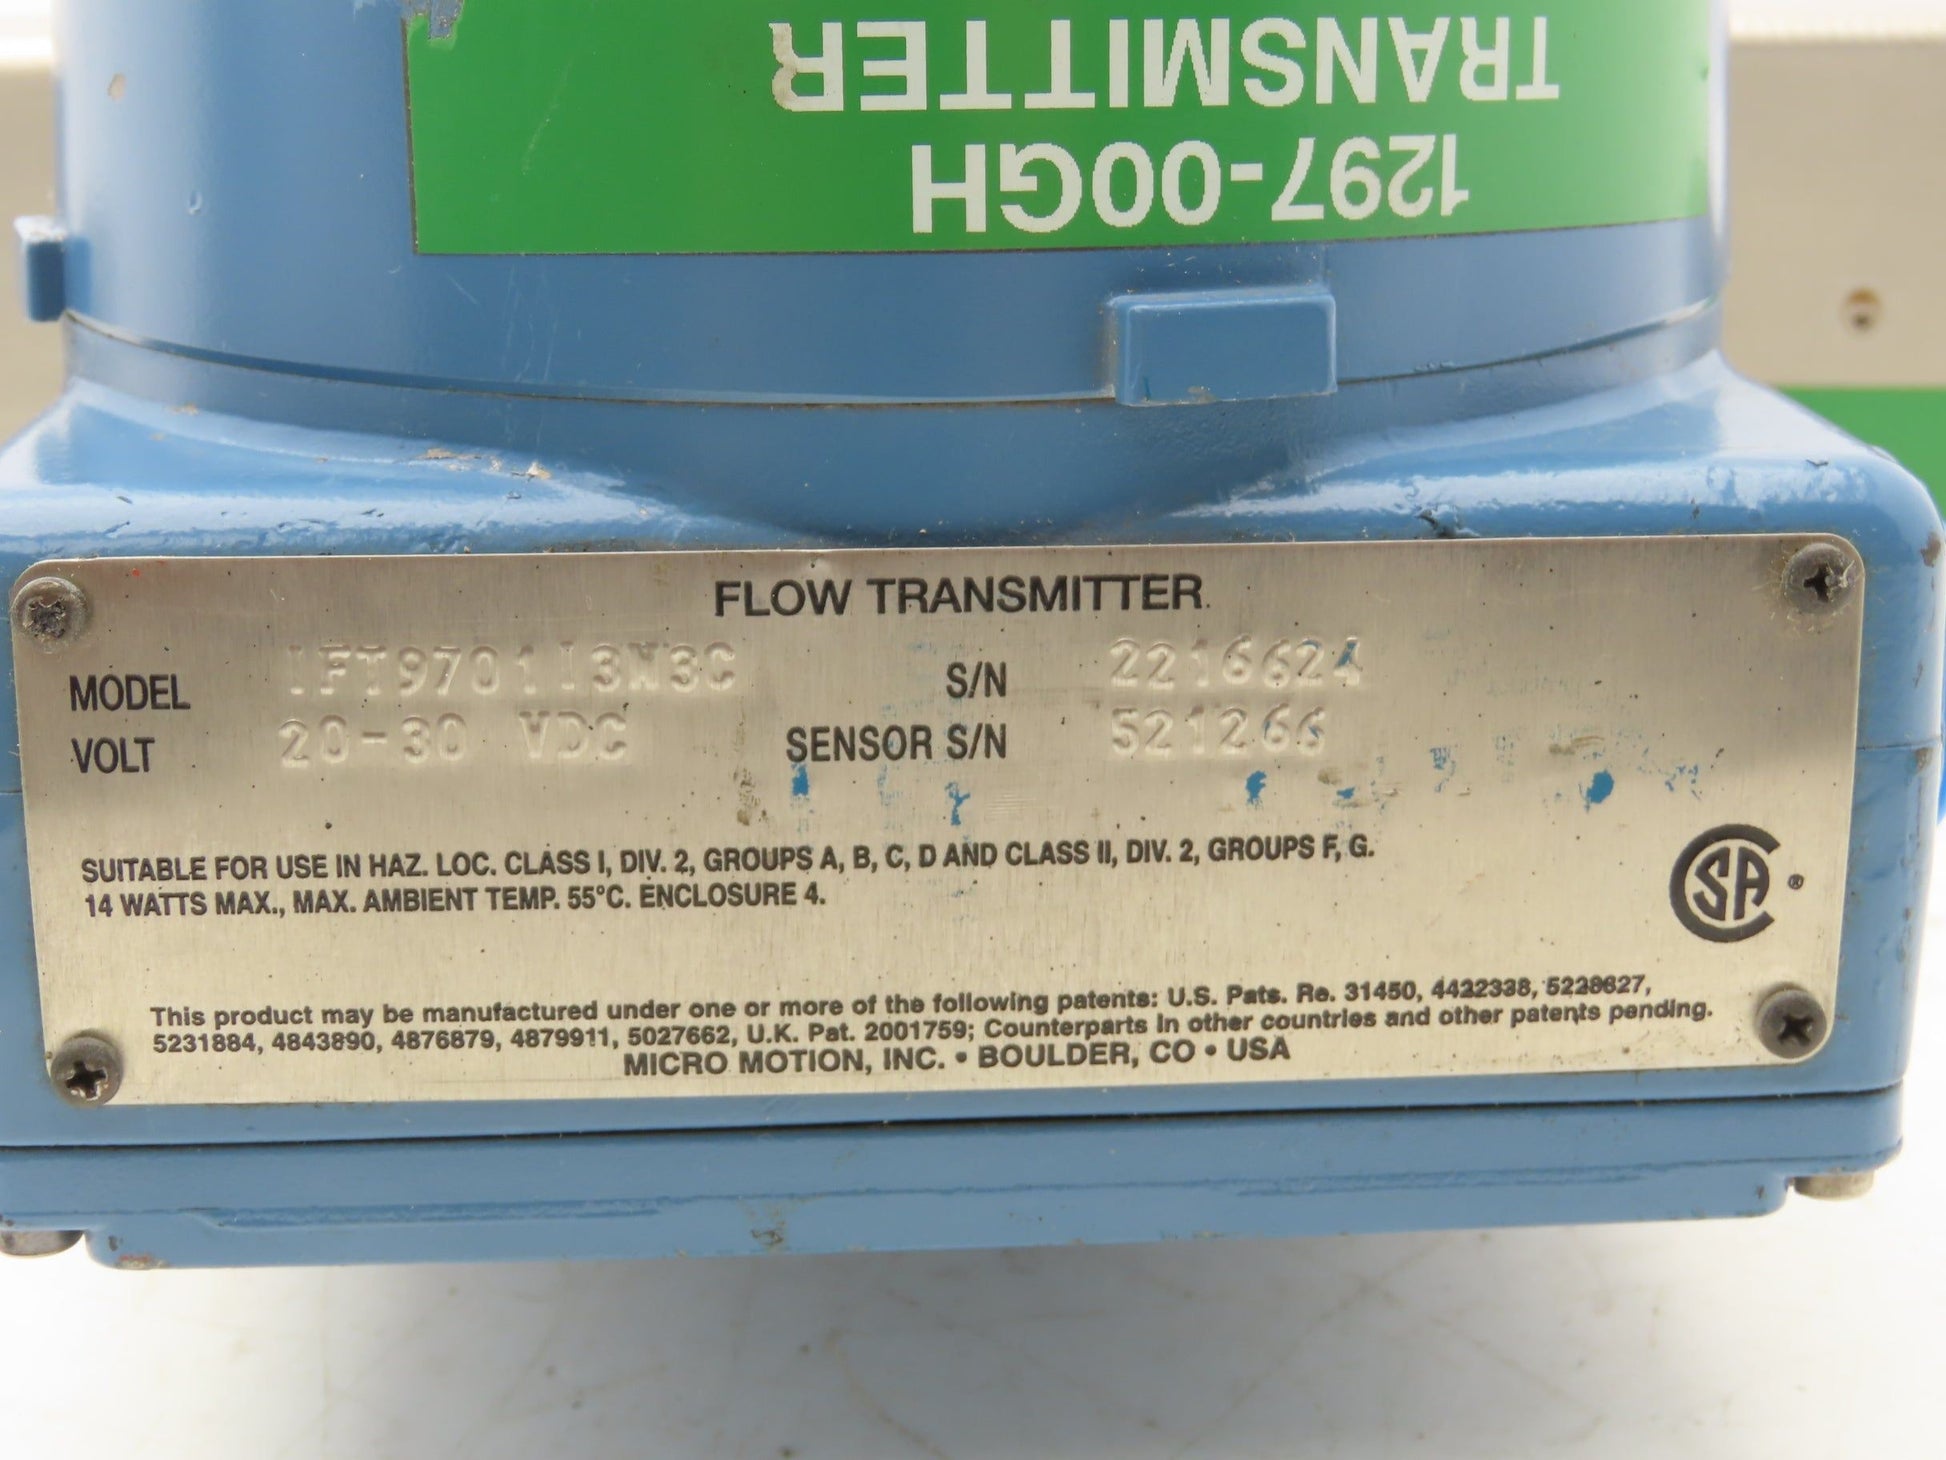 TRANSMITTER
1297-00GH
FLOW TRANSMITTER
MODEL IFT9701I3N3C S/N 2216624
VOLT 20-30 VDC SENSOR S/N 521266
SUITABLE FOR USE IN HAZ. LOC. CLASS I, DIV. 2, GROUPS A, B, C, D AND CLASS II, DIV. 2, GROUPS F, G.
14 WATTS MAX., MAX. AMBIENT TEMP. 55°C. ENCLOSURE 4.
CSA ®
This product may be manufactured under one or more of the following patents: U.S. Pats. Re. 31450, 4422338, 5228627,
5231884, 4843890, 4876879, 4879911, 5027662, U.K. Pat. 2001759; Counterparts in other countries and other patents pending.
MICRO MOTION, INC. • BOULDER, CO • USA